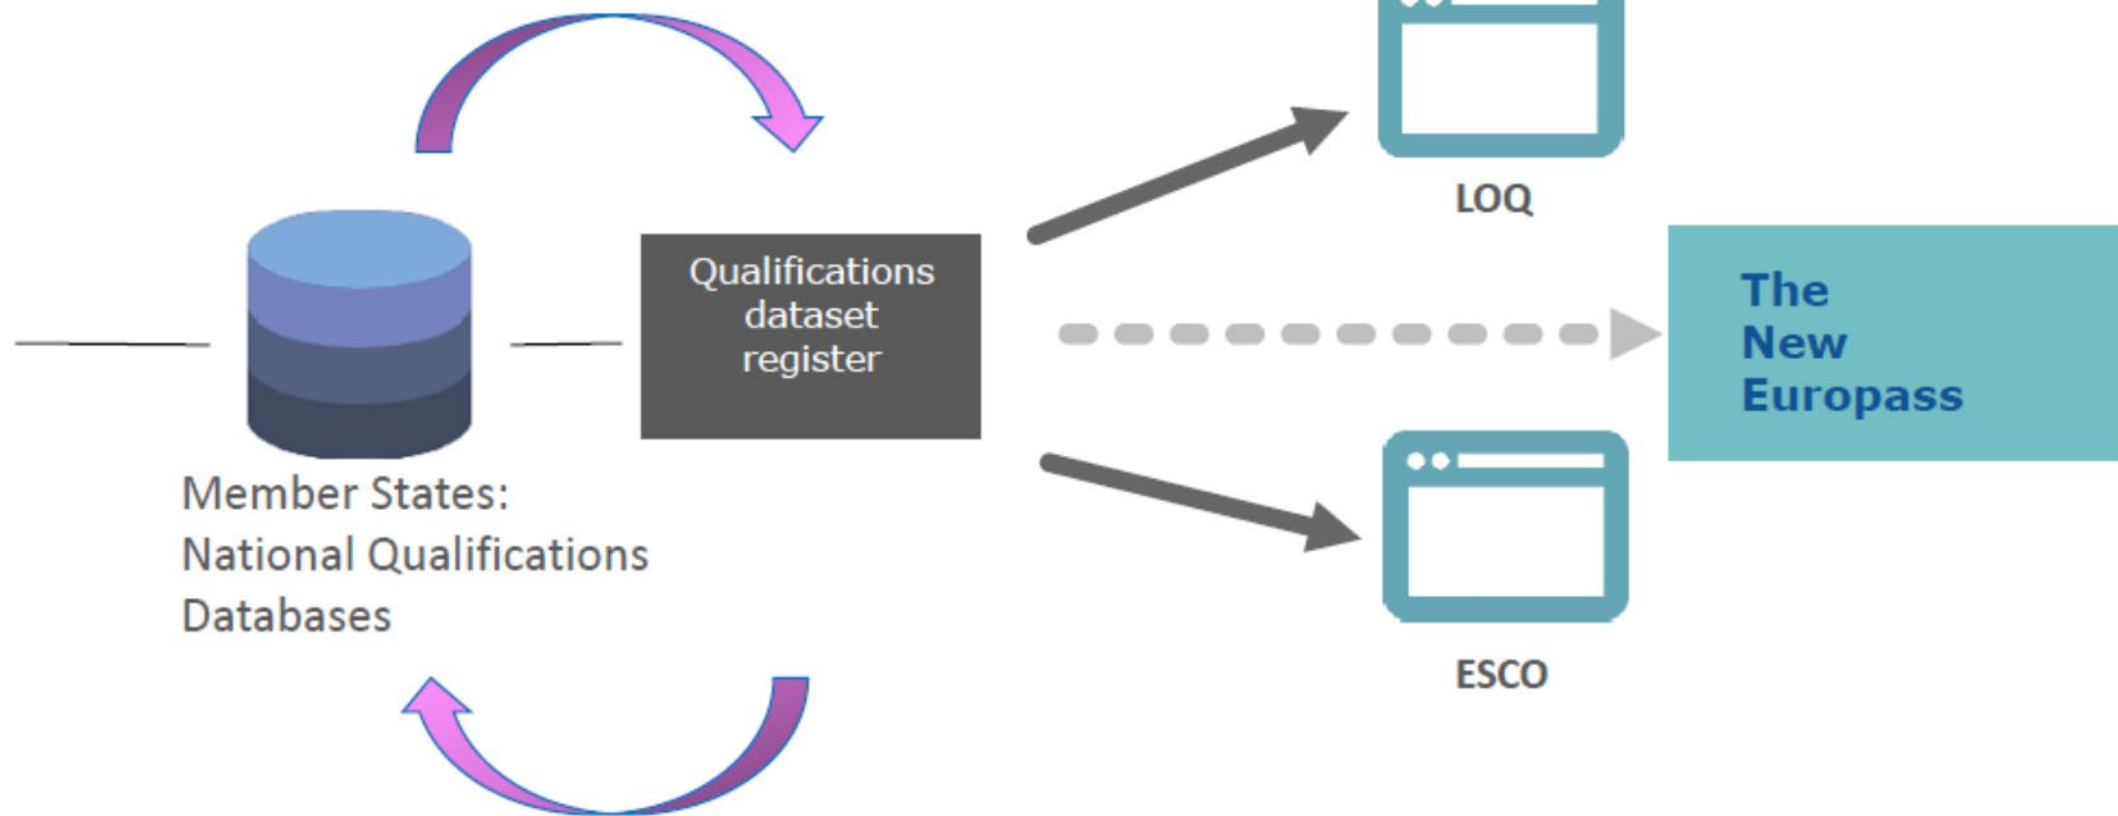 LOQ
Qualifications
dataset
register
The
New
Europass
Member States:
National Qualifications
Databases
ESCO